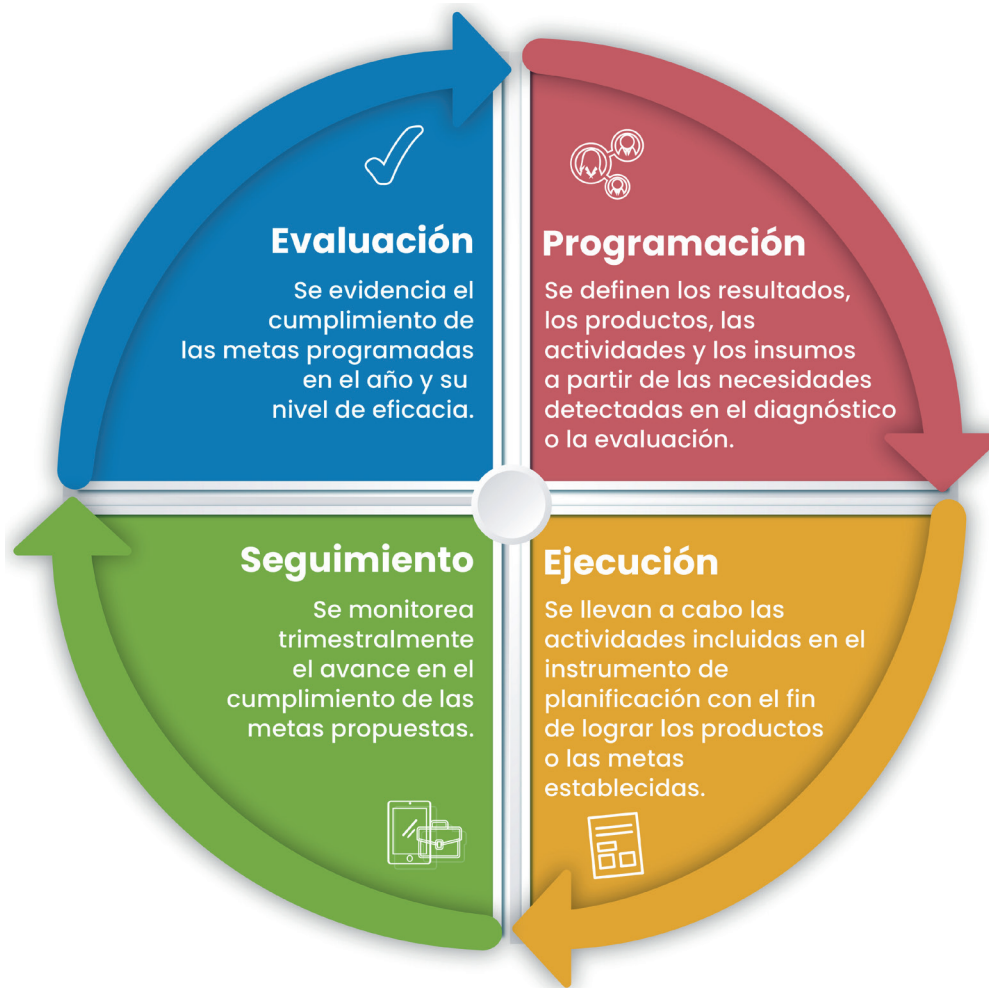 Evaluación
Se evidencia el
cumplimiento de
las metas programadas
en el año y su
nivel de eficacia.
Programación
Se definen los resultados,
los productos, las
actividades y los insumos
a partir de las necesidades
detectadas en el diagnóstico
o la evaluación.
Seguimiento
Se monitorea
trimestralmente
el avance en el
cumplimiento de las
metas propuestas.
Ejecución
Se llevan a cabo las
actividades incluidas en el
instrumento de
planificación con el fin
de lograr los productos
o las metas
establecidas.